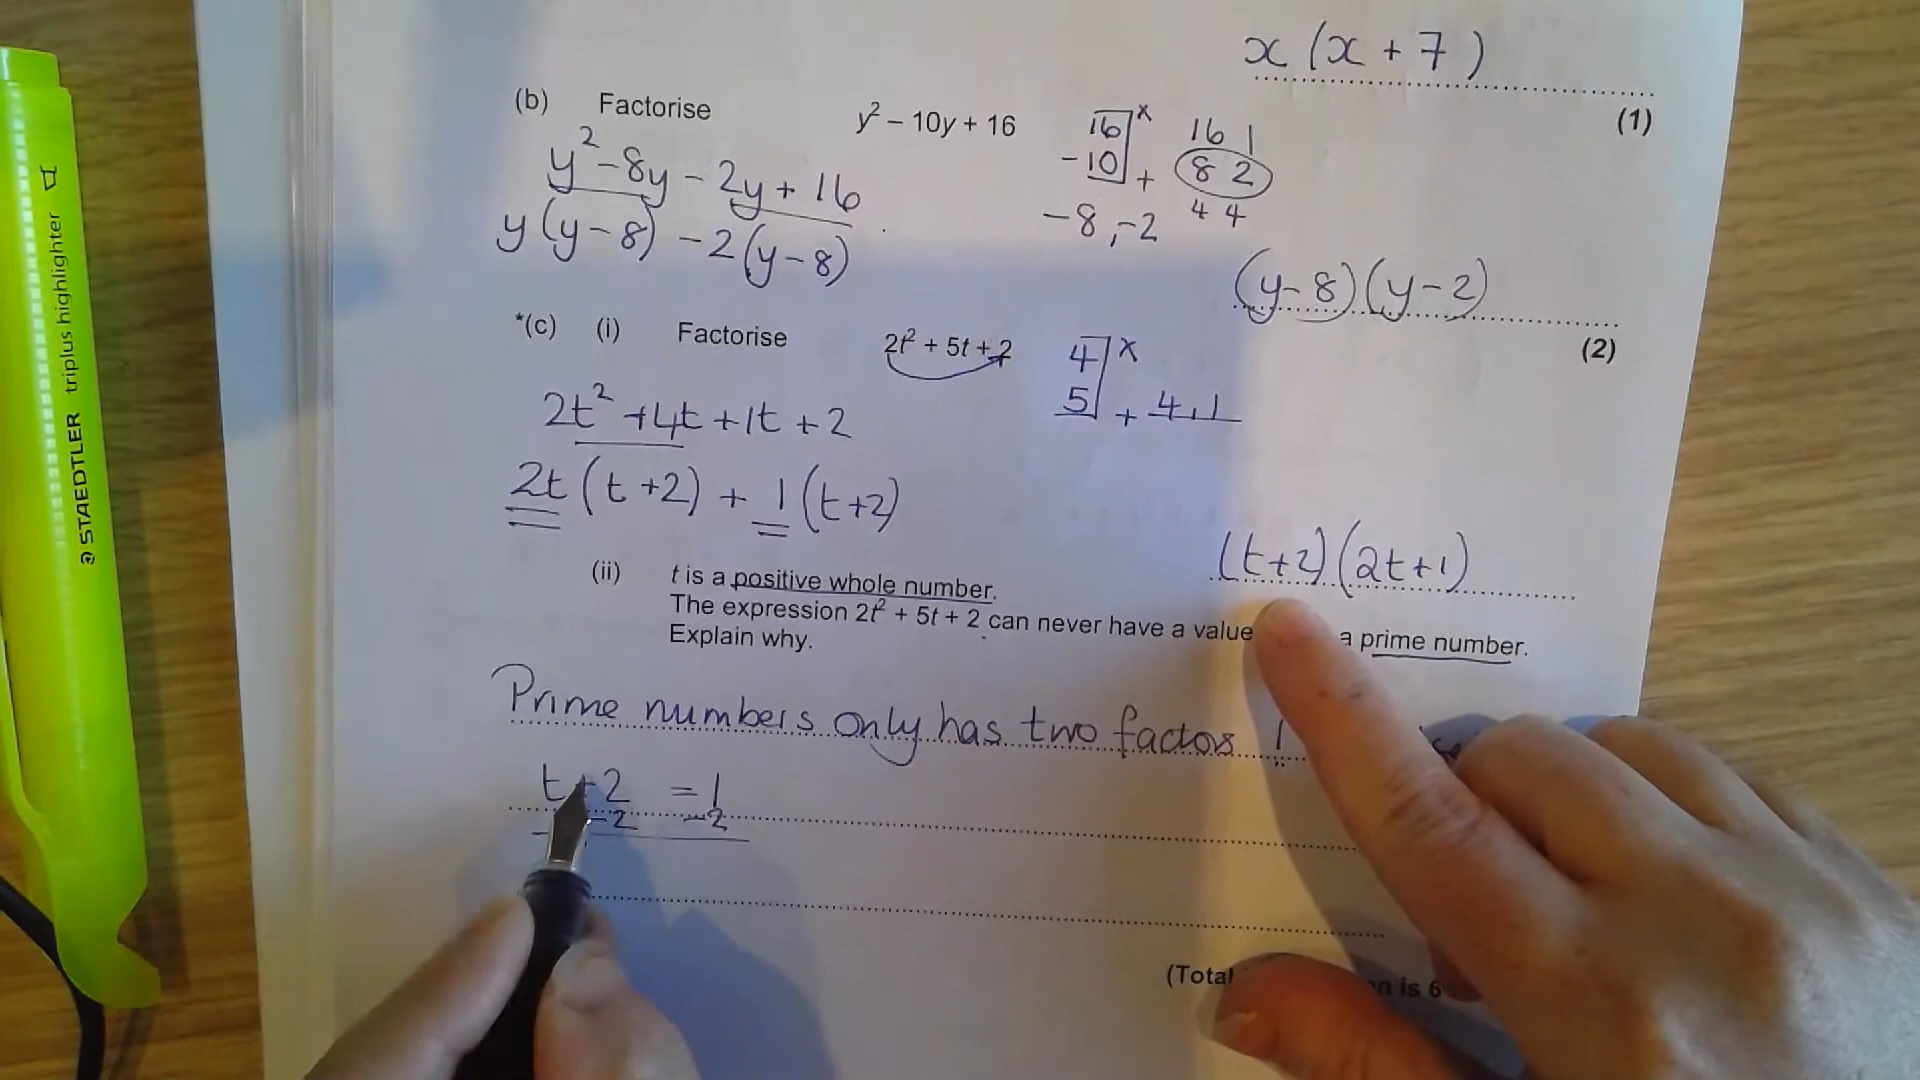 x (x + 7)
(1)
(b) Factorise y² – 10y + 16
16 x 16 1
-10 + 8 2
-8, -2 4 4
y² - 8y - 2y + 16
y (y - 8) - 2 (y - 8)
(y - 8) (y - 2)
(2)
*(c) (i) Factorise 2t² + 5t + 2
4 x
5 + 4, 1
2t² + 4t + 1t + 2
2t (t + 2) + 1 (t + 2)
(t + 2) (2t + 1)
(ii) t is a positive whole number.
The expression 2t² + 5t + 2 can never have a value a prime number.
Explain why.
Prime numbers only has two factors 1
t + 2 = 1
-2 -2
(Total is 6
STAEDTLER triplus highlighter